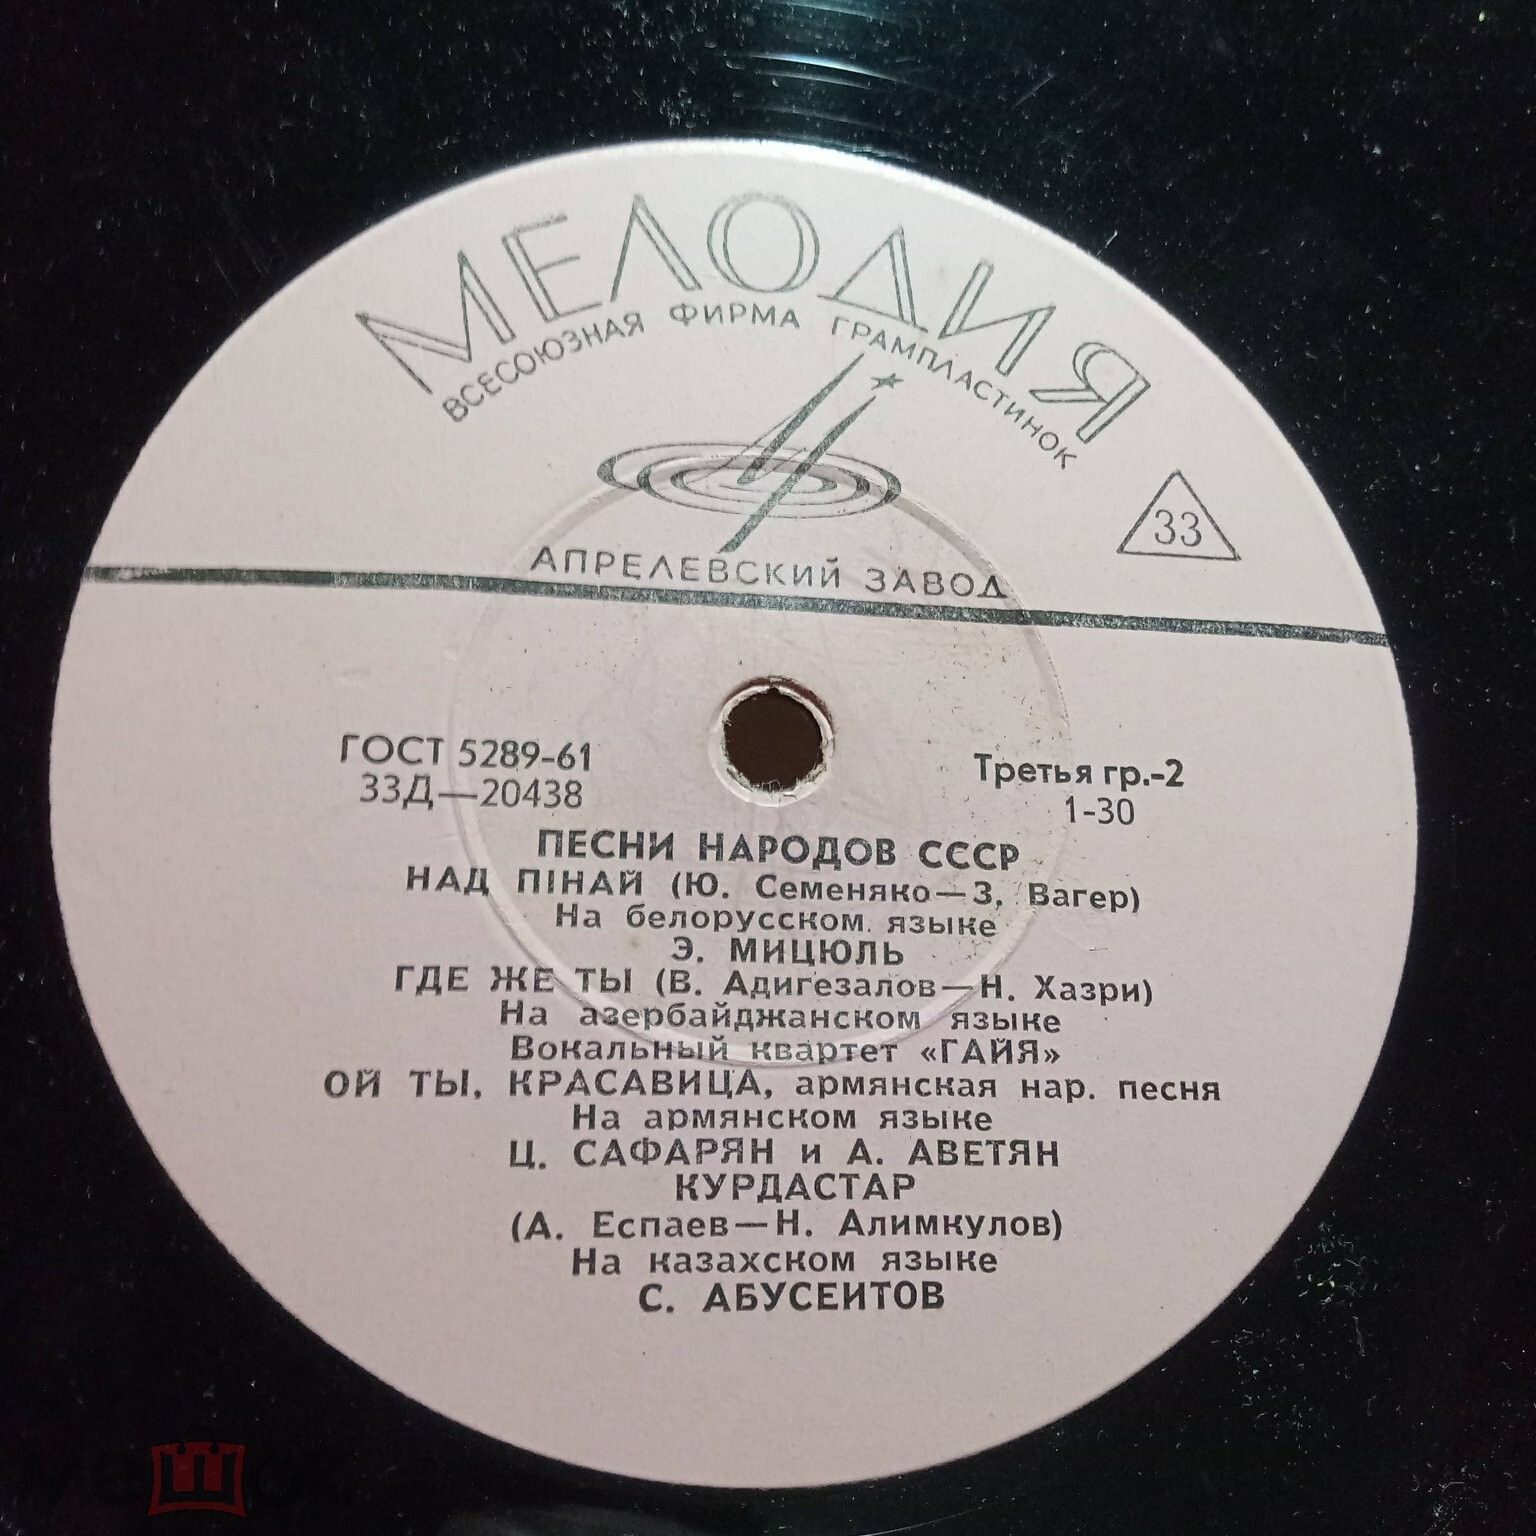 МЕЛОДИЯ
ВСЕСОЮЗНАЯ ФИРМА ГРАМПЛАСТИНОК
33
АПРЕЛЕВСКИЙ ЗАВОД
ГОСТ 5289-61
33Д—20438
Третья гр.-2
1-30
ПЕСНИ НАРОДОВ СССР
НАД ПІНАЙ (Ю. Семеняко—З. Вагер)
На белорусском языке
Э. МИЦЮЛЬ
ГДЕ ЖЕ ТЫ (В. Адигезалов—Н. Хазри)
На азербайджанском языке
Вокальный квартет «ГАЙЯ»
ОЙ ТЫ, КРАСАВИЦА, армянская нар. песня
На армянском языке
Ц. САФАРЯН и А. АВЕТЯН
КУРДАСТАР
(А. Еспаев—Н. Алимкулов)
На казахском языке
С. АБУСЕИТОВ